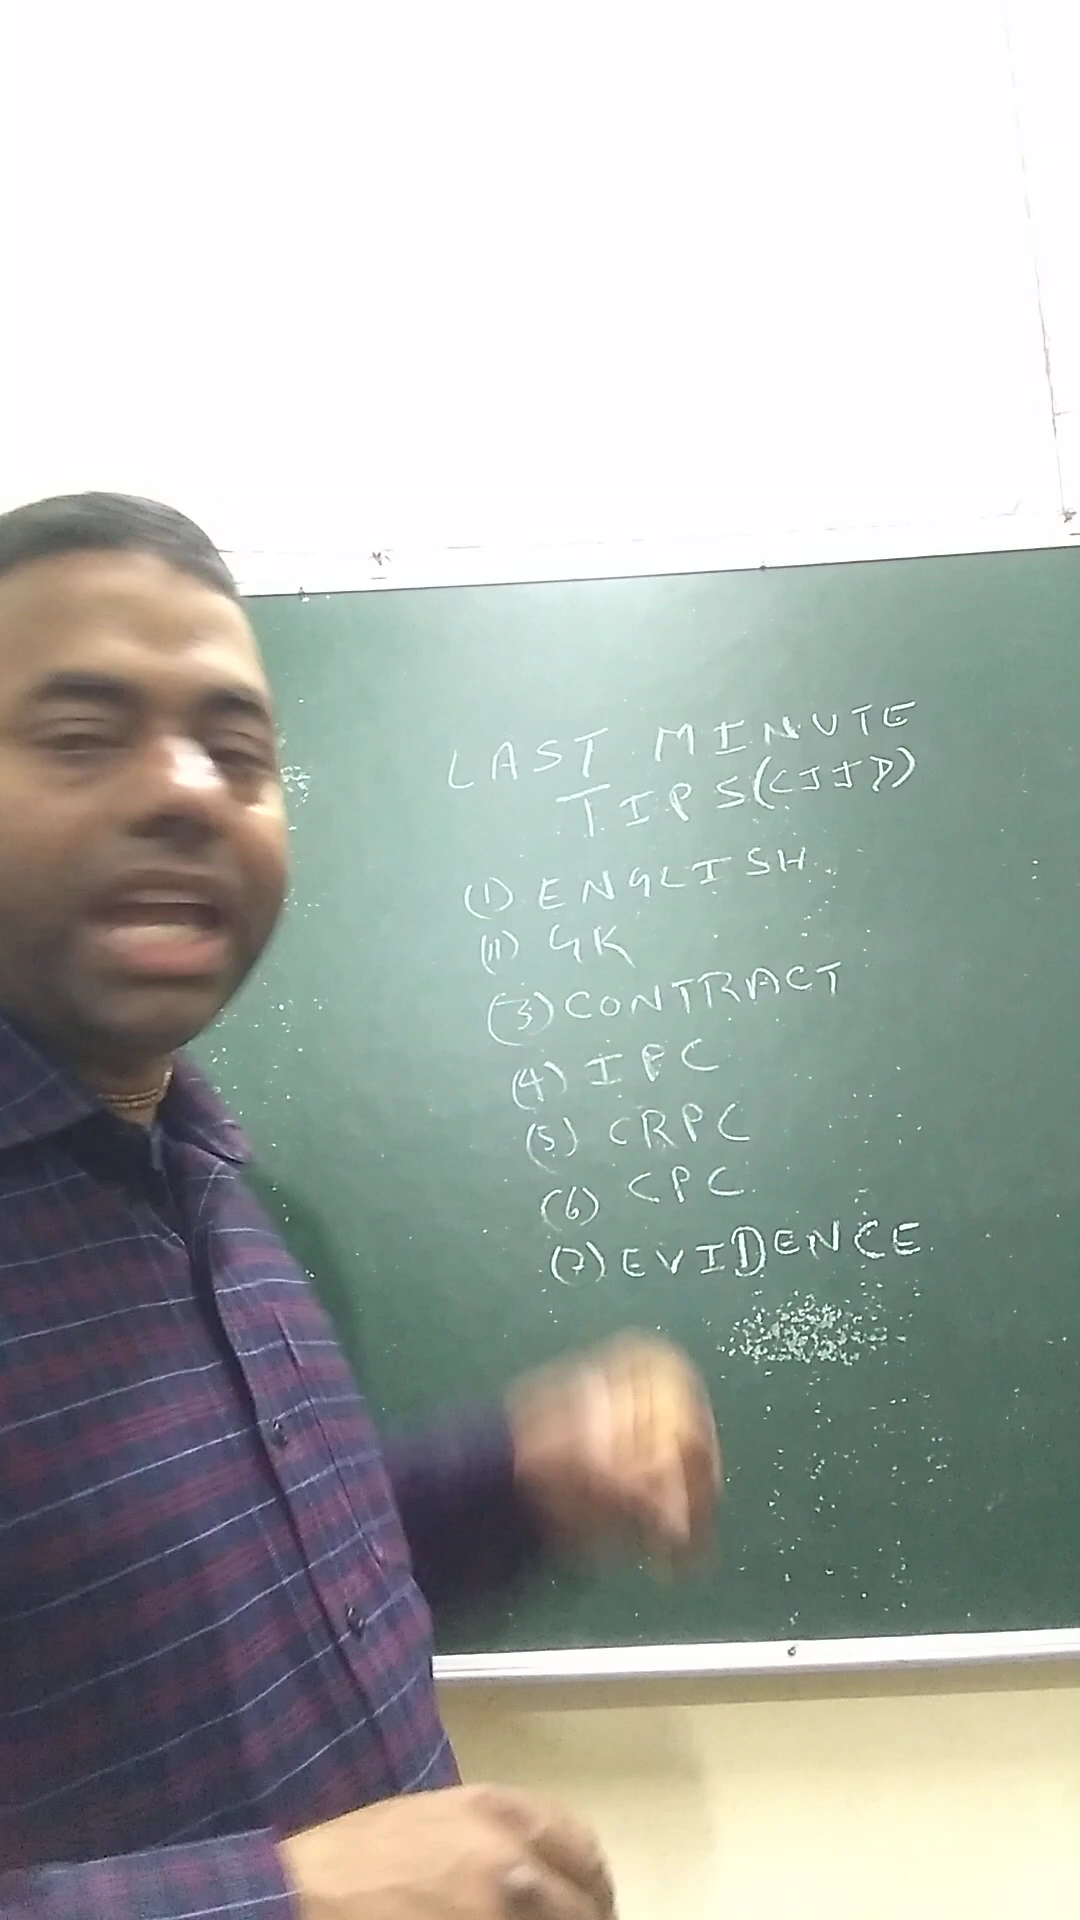 LAST MINUTE
TIPS (CJJD)
(1) ENGLISH
(11) GK
(3) CONTRACT
(4) IPC
(5) CRPC
(6) CPC
(7) EVIDENCE